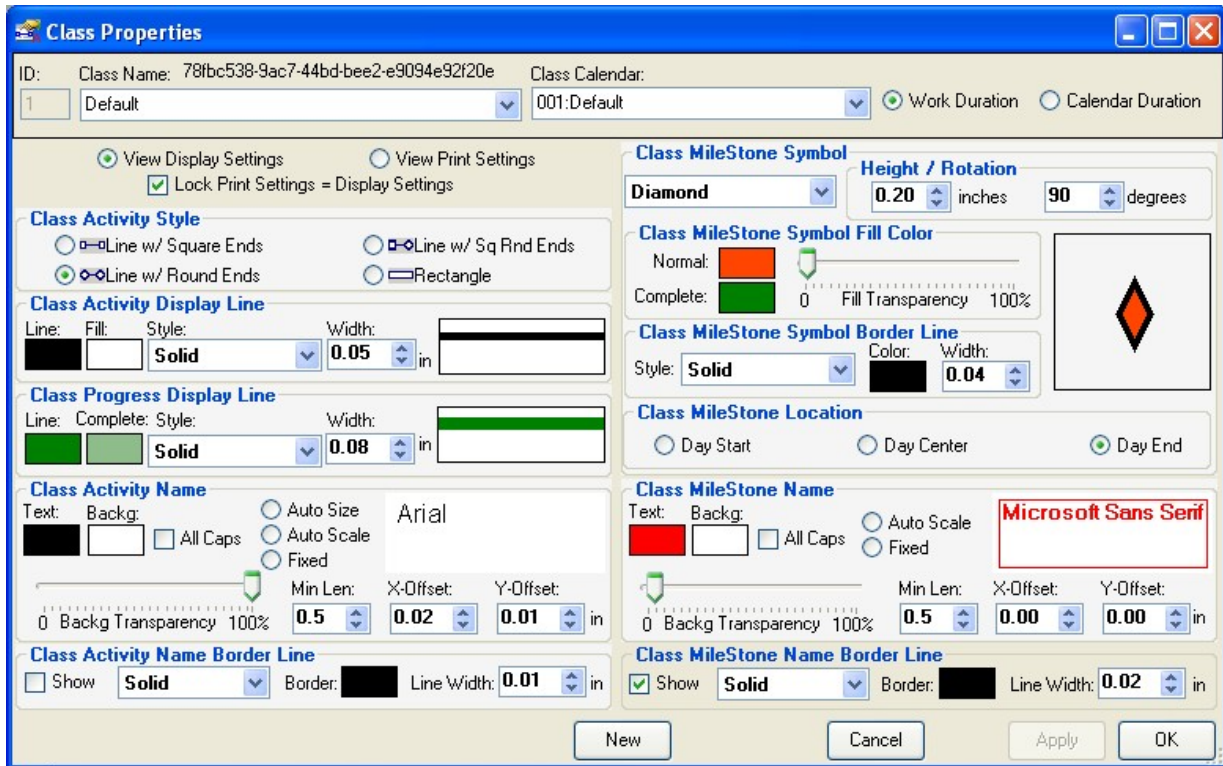 Class Properties
ID: Class Name: 78fbc538-9ac7-44bd-bee2-e9094e92f20e Class Calendar:
1 Default 001:Default Work Duration Calendar Duration
View Display Settings View Print Settings
Lock Print Settings = Display Settings
Class Activity Style
Line w/ Square Ends Line w/ Sq Rnd Ends
Line w/ Round Ends Rectangle
Class Activity Display Line
Line: Fill: Style: Width:
Solid 0.05 in
Class Progress Display Line
Line: Complete: Style: Width:
Solid 0.08 in
Class Activity Name
Text: Backg: Auto Size Arial
All Caps Auto Scale
Fixed
Min Len: X-Offset: Y-Offset:
0 Backg Transparency 100% 0.5 0.02 0.01 in
Class Activity Name Border Line
Show Solid Border: Line Width: 0.01 in
Class MileStone Symbol
Height / Rotation
Diamond 0.20 inches 90 degrees
Class MileStone Symbol Fill Color
Normal:
Complete: 0 Fill Transparency 100%
Class MileStone Symbol Border Line
Color: Width:
Style: Solid 0.04
Class MileStone Location
Day Start Day Center Day End
Class MileStone Name
Text: Backg: Microsoft Sans Serif
All Caps Auto Scale
Fixed
Min Len: X-Offset: Y-Offset:
0 Backg Transparency 100% 0.5 0.00 0.00 in
Class MileStone Name Border Line
Show Solid Border: Line Width: 0.02 in
New Cancel Apply OK